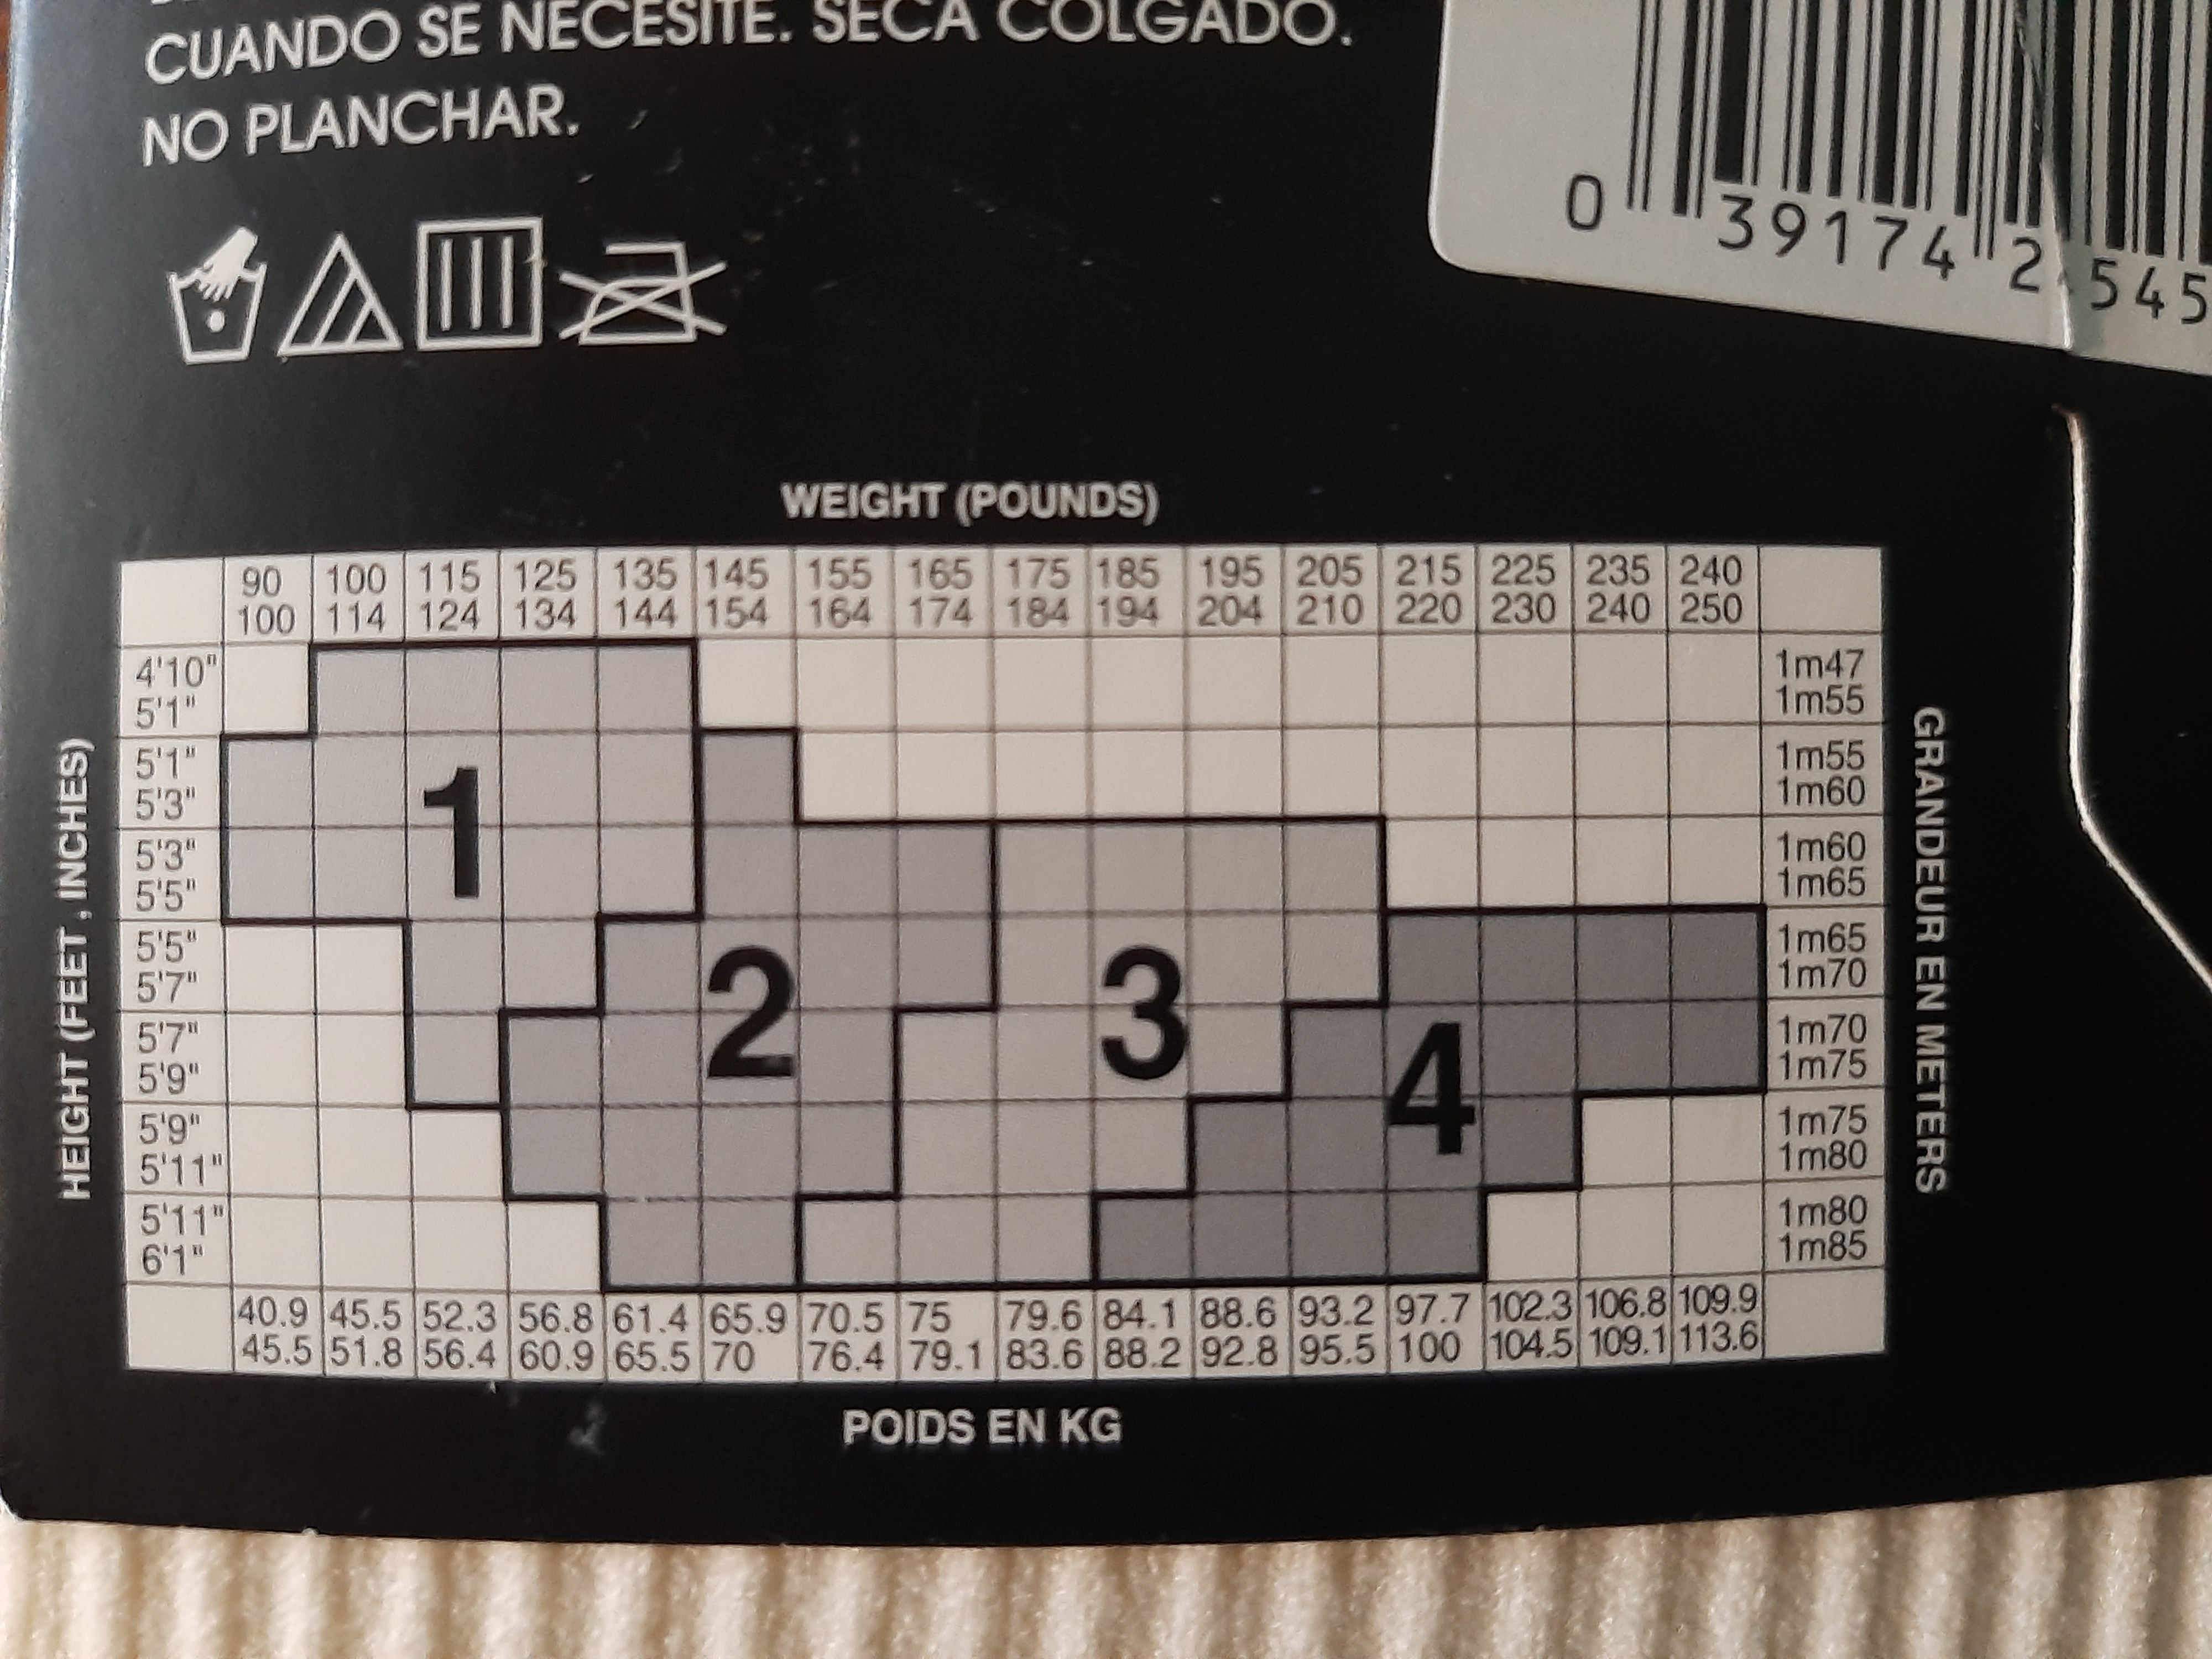 CUANDO SE NECESITE. SECA COLGADO.
NO PLANCHAR.
0 39174 2 545
WEIGHT (POUNDS)
90 100 115 125 135 145 155 165 175 185 195 205 215 225 235 240
100 114 124 134 144 154 164 174 184 194 204 210 220 230 240 250
4'10" 1m47
5'1" 1m55
5'1" 1m55
5'3" 1m60
5'3" 1m60
5'5" 1m65
5'5" 1m65
5'7" 1m70
5'7" 1m70
5'9" 1m75
5'9" 1m75
5'11" 1m80
5'11" 1m80
6'1" 1m85
1
2
3
4
HEIGHT (FEET, INCHES)
GRANDEUR EN METERS
40.9 45.5 52.3 56.8 61.4 65.9 70.5 75 79.6 84.1 88.6 93.2 97.7 102.3 106.8 109.9
45.5 51.8 56.4 60.9 65.5 70 76.4 79.1 83.6 88.2 92.8 95.5 100 104.5 109.1 113.6
POIDS EN KG